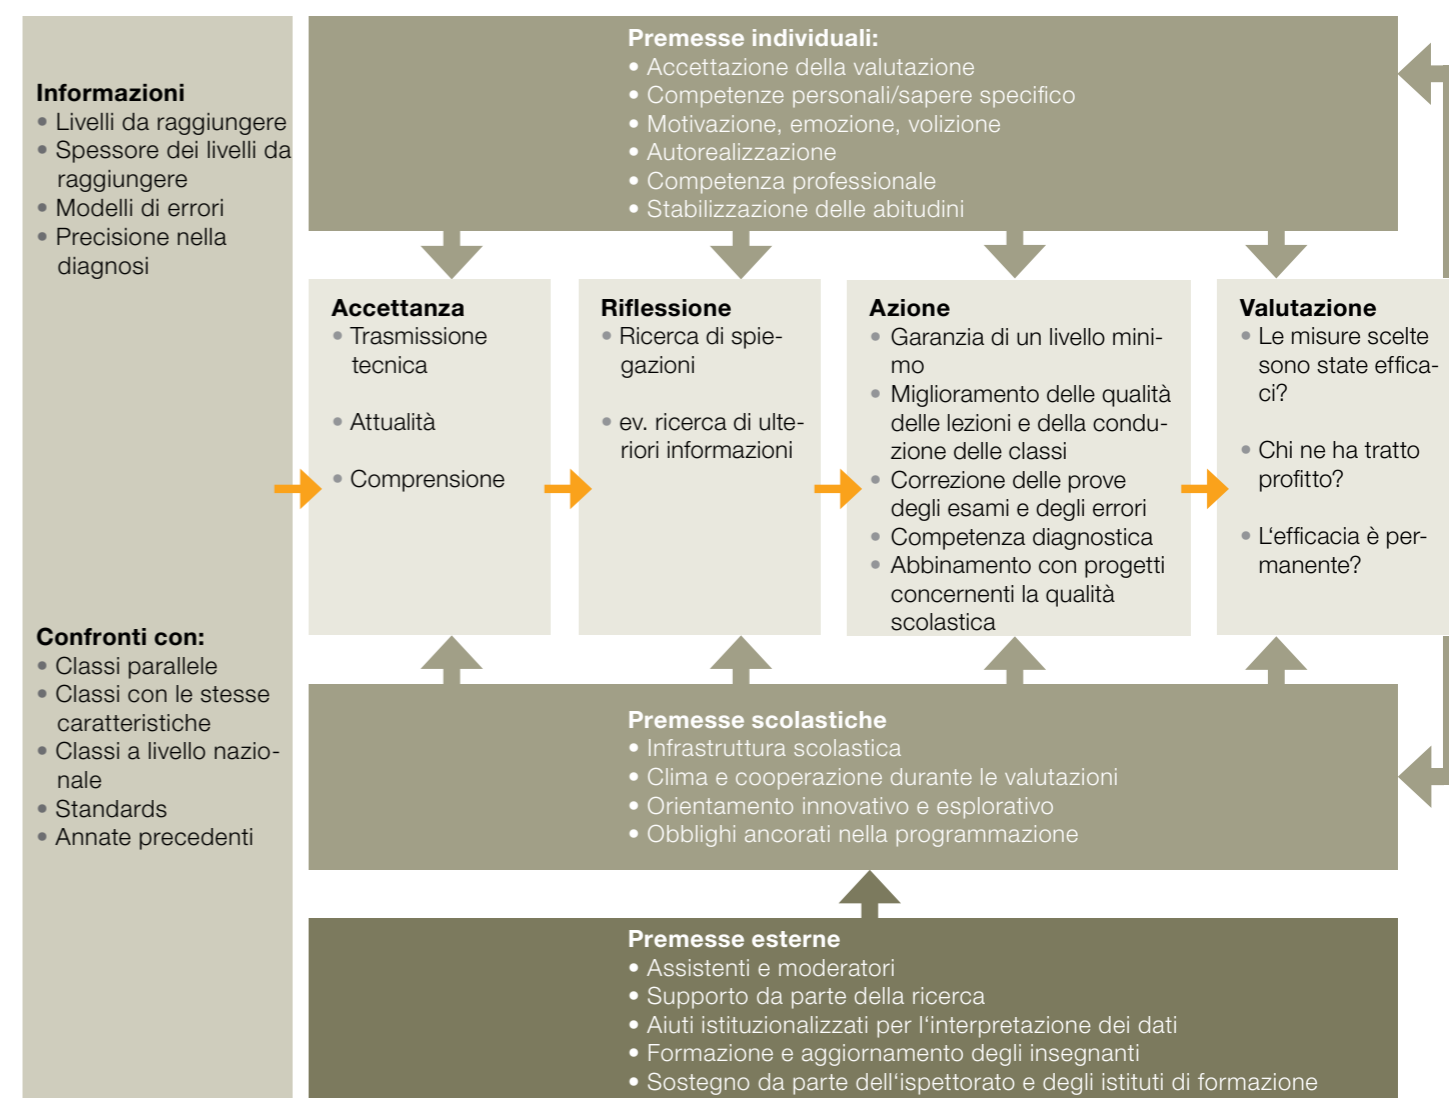 Informazioni
• Livelli da raggiungere
• Spessore dei livelli da
raggiungere
• Modelli di errori
• Precisione nella
diagnosi
Confronti con:
• Classi parallele
• Classi con le stesse
caratteristiche
• Classi a livello nazio-
nale
• Standards
• Annate precedenti
Premesse individuali:
• Accettazione della valutazione
• Competenze personali/sapere specifico
• Motivazione, emozione, volizione
• Autorealizzazione
• Competenza professionale
• Stabilizzazione delle abitudini
Accettanza
• Trasmissione
tecnica
• Attualità
• Comprensione
Riflessione
• Ricerca di spie-
gazioni
• ev. ricerca di ulte-
riori informazioni
Azione
• Garanzia di un livello mini-
mo
• Miglioramento delle qualità
delle lezioni e della condu-
zione delle classi
• Correzione delle prove
degli esami e degli errori
• Competenza diagnostica
• Abbinamento con progetti
concernenti la qualità
scolastica
Valutazione
• Le misure scelte
sono state effica-
ci?
• Chi ne ha tratto
profitto?
• L‘efficacia è per-
manente?
Premesse scolastiche
• Infrastruttura scolastica
• Clima e cooperazione durante le valutazioni
• Orientamento innovativo e esplorativo
• Obblighi ancorati nella programmazione
Premesse esterne
• Assistenti e moderatori
• Supporto da parte della ricerca
• Aiuti istituzionalizzati per l‘interpretazione dei dati
• Formazione e aggiornamento degli insegnanti
• Sostegno da parte dell‘ispettorato e degli istituti di formazione